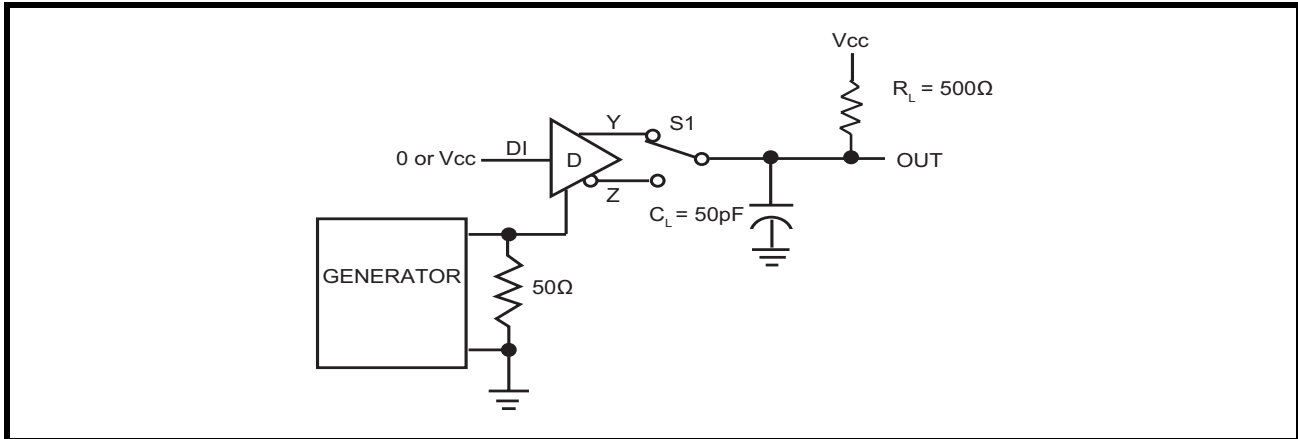 Vcc
R_L = 500Ω
Y
S1
0 or Vcc
DI
D
OUT
Z
C_L = 50pF
GENERATOR
50Ω